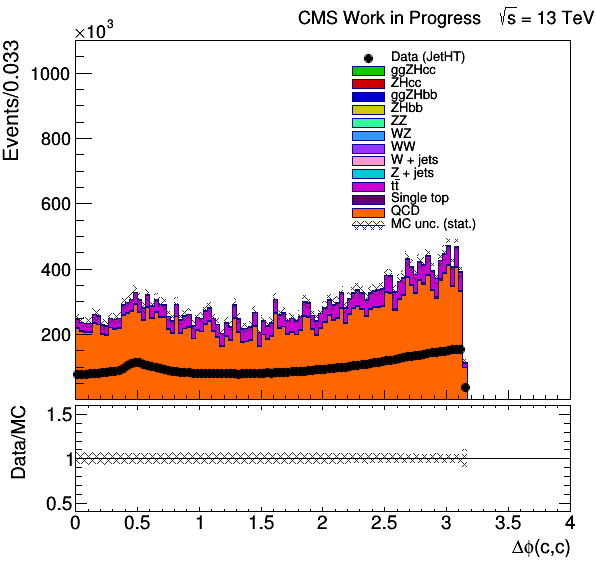 CMS Work in Progress √s = 13 TeV
×10³
Events/0.033
1000
800
600
400
200
Data (JetHT)
ggZHcc
ZHcc
ggZHbb
ZHbb
ZZ
WZ
WW
W + jets
Z + jets
tt̅
Single top
QCD
MC unc. (stat.)
Data/MC
1.5
1
0.5
0 0.5 1 1.5 2 2.5 3 3.5 4
Δϕ(c,c)